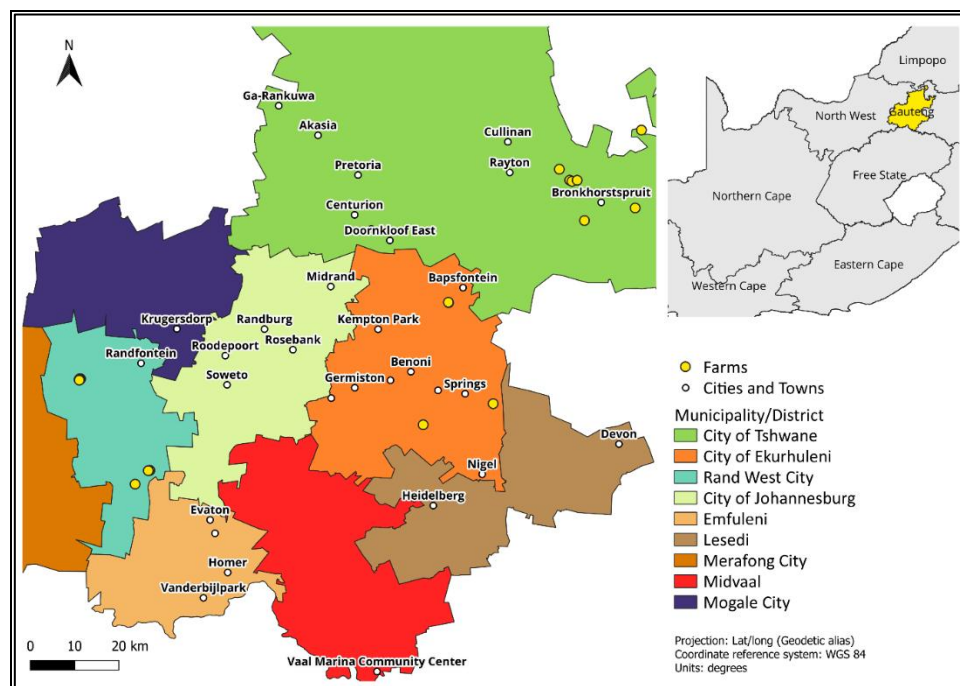 N
Ga-Rankuwa
Akasia
Cullinan
Pretoria
Rayton
Bronkhorstspruit
Centurion
Doornkloof East
Midrand
Bapsfontein
Krugersdorp
Randburg
Kempton Park
Randfontein
Roodepoort
Rosebank
Benoni
Soweto
Germiston
Springs
Devon
Nigel
Heidelberg
Evaton
Homer
Vanderbijlpark
Vaal Marina Community Center
0 10 20 km
Limpopo
North West
Gauteng
Free State
Northern Cape
Eastern Cape
Western Cape
Farms
Cities and Towns
Municipality/District
City of Tshwane
City of Ekurhuleni
Rand West City
City of Johannesburg
Emfuleni
Lesedi
Merafong City
Midvaal
Mogale City
Projection: Lat/long (Geodetic alias)
Coordinate reference system: WGS 84
Units: degrees